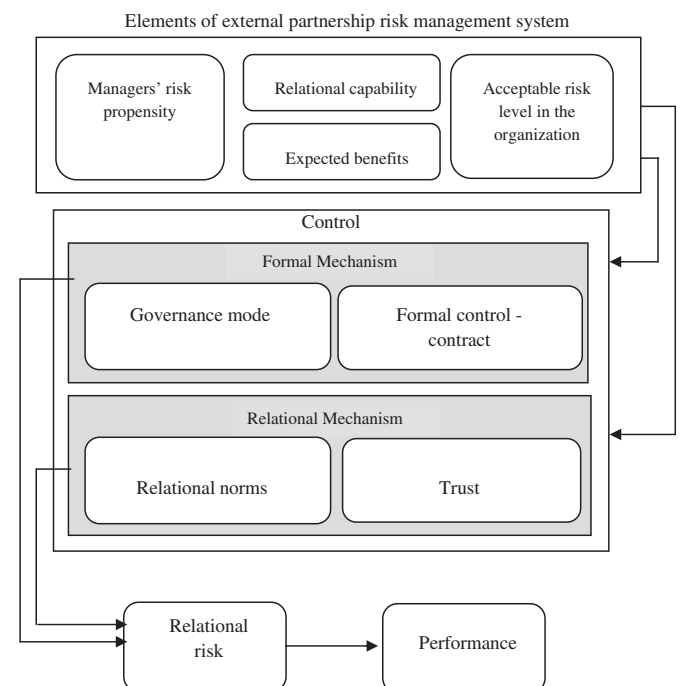 Elements of external partnership risk management system
Managers’ risk
propensity
Relational capability
Expected benefits
Acceptable risk
level in the
organization
Control
Formal Mechanism
Governance mode
Formal control -
contract
Relational Mechanism
Relational norms
Trust
Relational
risk
Performance